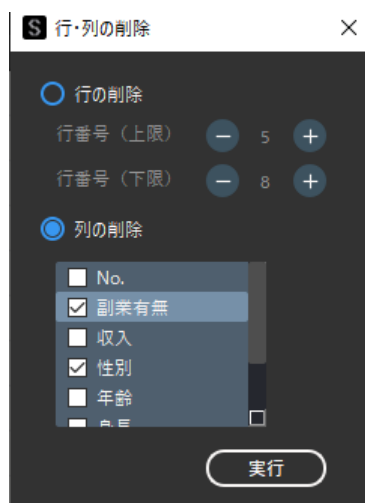 S 行・列の削除
行の削除
行番号（上限） 5
行番号（下限） 8
列の削除
No.
副業有無
収入
性別
年齢
実行